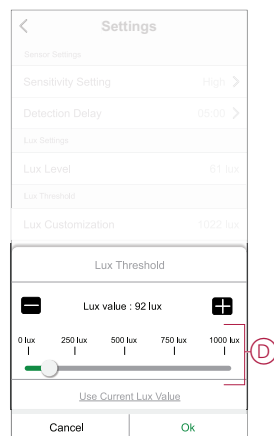 Settings
Sensor Settings
Sensitivity Setting High
Detection Delay 05:00
Lux Settings
Lux Level 61 lux
Lux Threshold
Lux Customization 1022 lux
Lux Threshold
Lux value : 92 lux
0 lux 250 lux 500 lux 750 lux 1000 lux
D
Use Current Lux Value
Cancel Ok